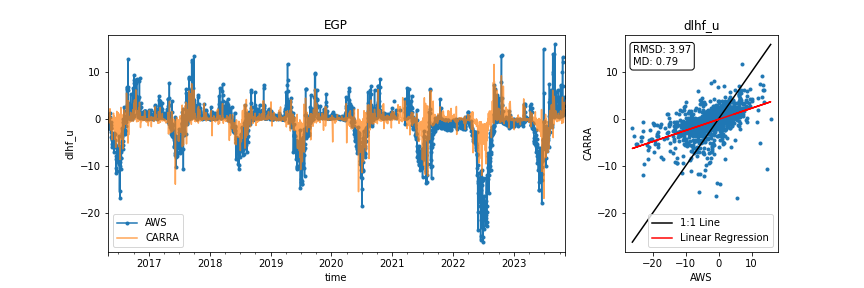 EGP
dlhf_u
10
0
−10
−20
dlhf_u
AWS
CARRA
2017
2018
2019
2020
2021
2022
2023
time
dlhf_u
RMSD: 3.97
MD: 0.79
10
0
−10
−20
CARRA
1:1 Line
Linear Regression
−20
−10
0
10
AWS